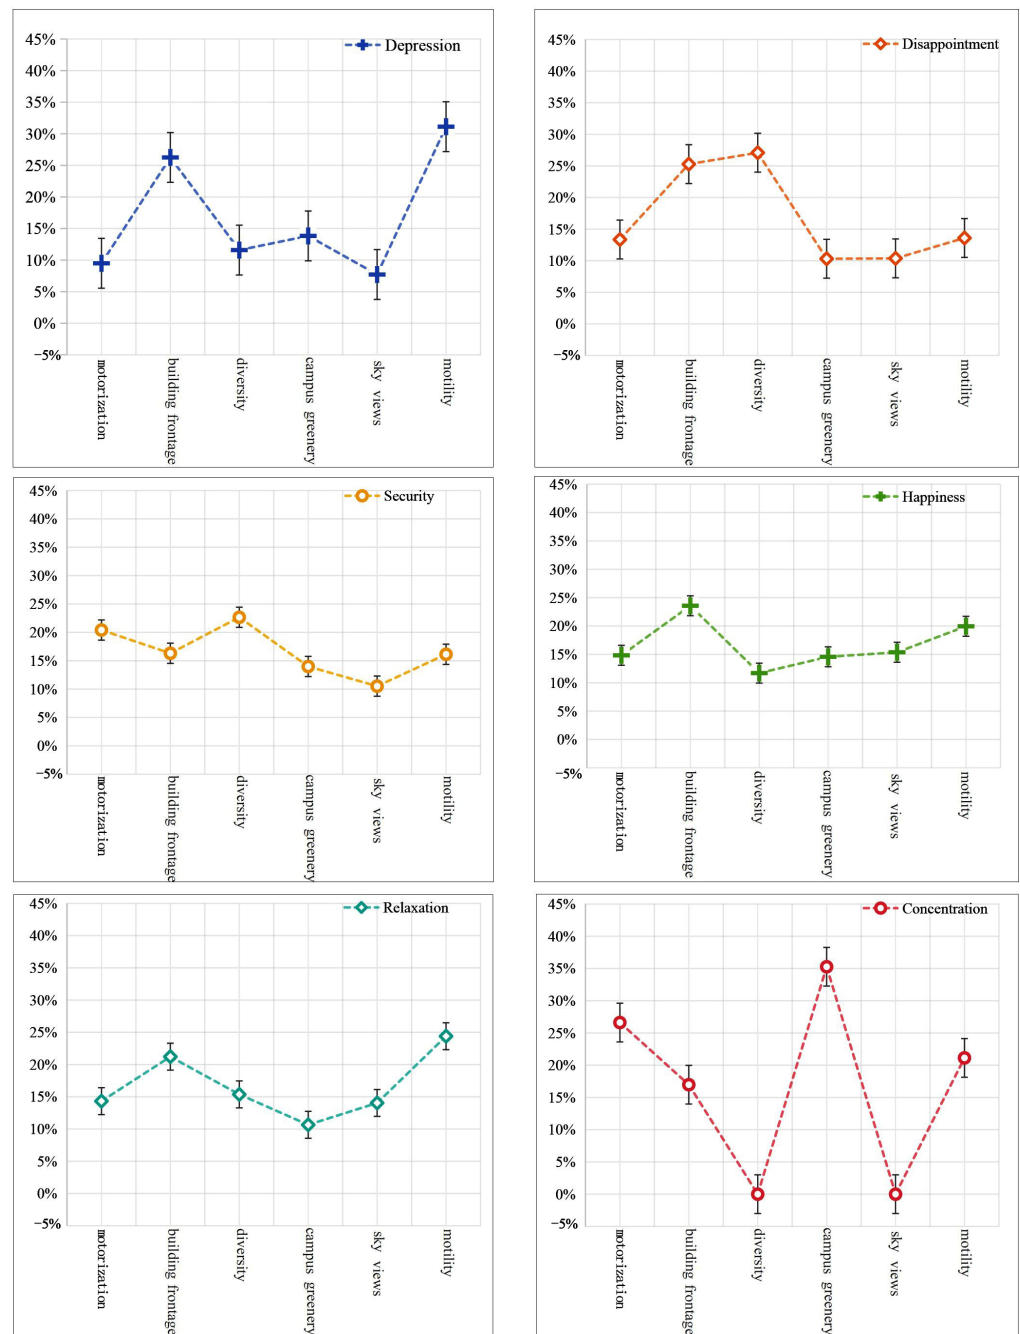 Depression
45%
40%
35%
30%
25%
20%
15%
10%
5%
0%
−5%
motorization
building frontage
diversity
campus greenery
sky views
motility
Disappointment
45%
40%
35%
30%
25%
20%
15%
10%
5%
0%
−5%
motorization
building frontage
diversity
campus greenery
sky views
motility
Security
45%
40%
35%
30%
25%
20%
15%
10%
5%
0%
−5%
motorization
building frontage
diversity
campus greenery
sky views
motility
Happiness
45%
40%
35%
30%
25%
20%
15%
10%
5%
0%
−5%
motorization
building frontage
diversity
campus greenery
sky views
motility
Relaxation
45%
40%
35%
30%
25%
20%
15%
10%
5%
0%
−5%
motorization
building frontage
diversity
campus greenery
sky views
motility
Concentration
45%
40%
35%
30%
25%
20%
15%
10%
5%
0%
−5%
motorization
building frontage
diversity
campus greenery
sky views
motility